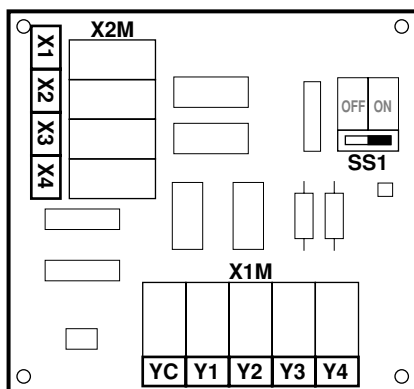 X2M
X1
X2
X3
X4
OFF ON
SS1
X1M
YC Y1 Y2 Y3 Y4